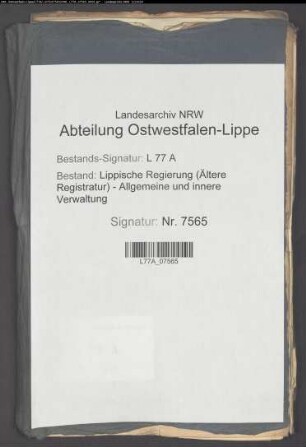 Landesarchiv NRW
Abteilung Ostwestfalen-Lippe
Bestands-Signatur: L 77 A
Bestand: Lippische Regierung (Ältere
Registratur) - Allgemeine und innere
Verwaltung
Signatur: Nr. 7565
L77A_07565